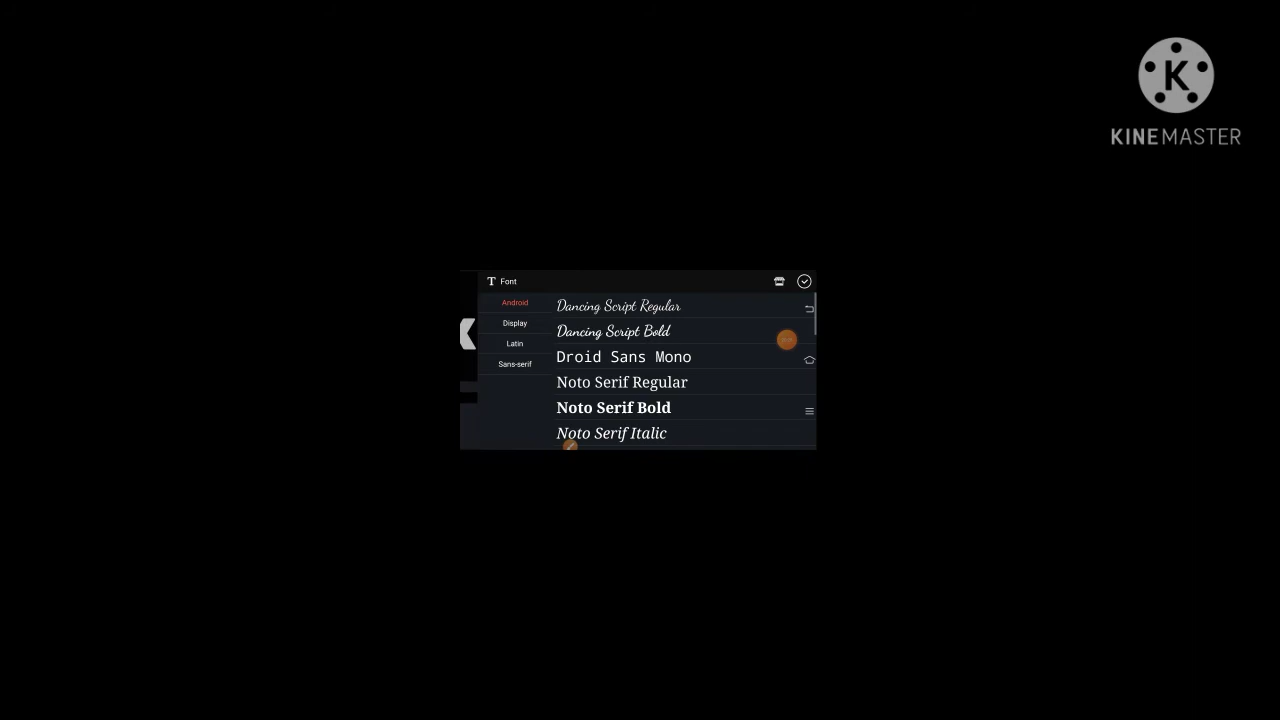 K
KINEMASTER
T Font
Android
Display
Latin
Sans-serif
Dancing Script Regular
Dancing Script Bold
Droid Sans Mono
Noto Serif Regular
Noto Serif Bold
Noto Serif Italic